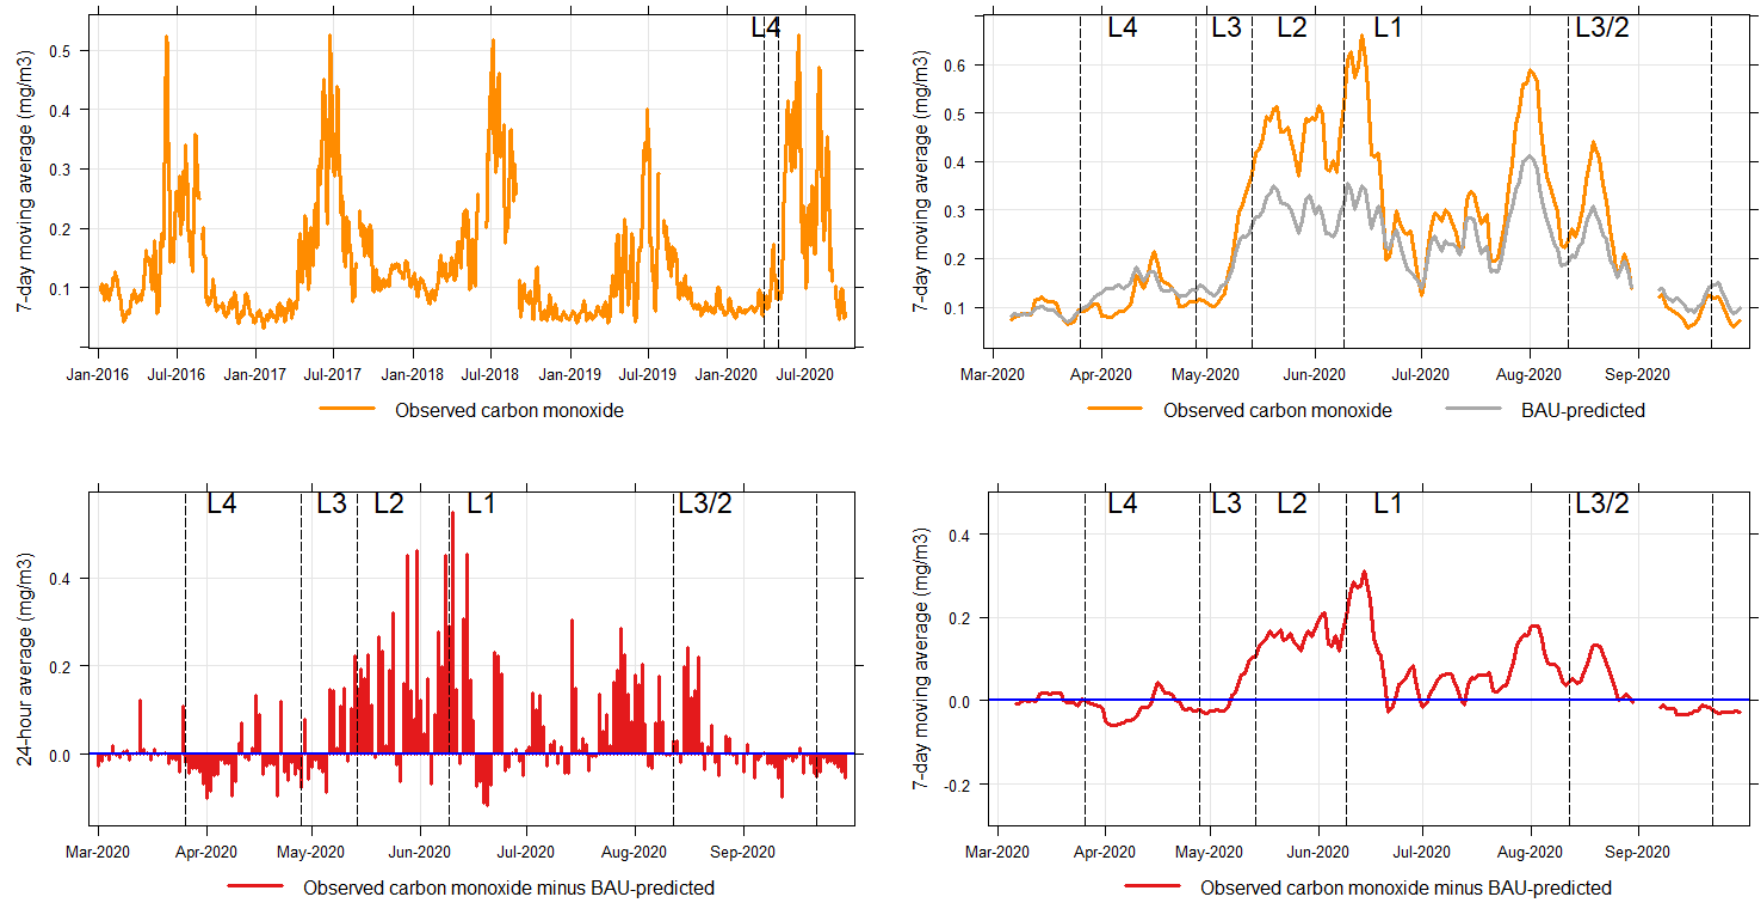 L4
7-day moving average (mg/m3)
0.5
0.4
0.3
0.2
0.1
Jan-2016 Jul-2016 Jan-2017 Jul-2017 Jan-2018 Jul-2018 Jan-2019 Jul-2019 Jan-2020 Jul-2020
Observed carbon monoxide
L4 L3 L2 L1 L3/2
7-day moving average (mg/m3)
0.6
0.5
0.4
0.3
0.2
0.1
Mar-2020 Apr-2020 May-2020 Jun-2020 Jul-2020 Aug-2020 Sep-2020
Observed carbon monoxide BAU-predicted
L4 L3 L2 L1 L3/2
24-hour average (mg/m3)
0.4
0.2
0.0
Mar-2020 Apr-2020 May-2020 Jun-2020 Jul-2020 Aug-2020 Sep-2020
Observed carbon monoxide minus BAU-predicted
L4 L3 L2 L1 L3/2
7-day moving average (mg/m3)
0.4
0.2
0.0
-0.2
Mar-2020 Apr-2020 May-2020 Jun-2020 Jul-2020 Aug-2020 Sep-2020
Observed carbon monoxide minus BAU-predicted